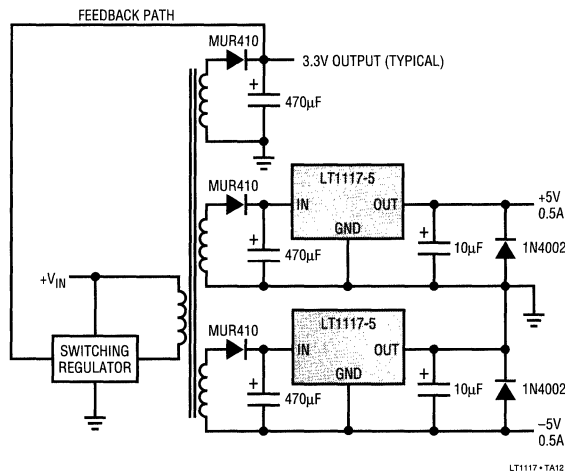 FEEDBACK PATH
MUR410
3.3V OUTPUT (TYPICAL)
+
470µF
MUR410
LT1117-5
IN
OUT
GND
+5V
0.5A
+
470µF
+
10µF
1N4002
+VIN
SWITCHING
REGULATOR
MUR410
LT1117-5
IN
OUT
GND
+
470µF
+
10µF
1N4002
–5V
0.5A
LT1117 • TA12